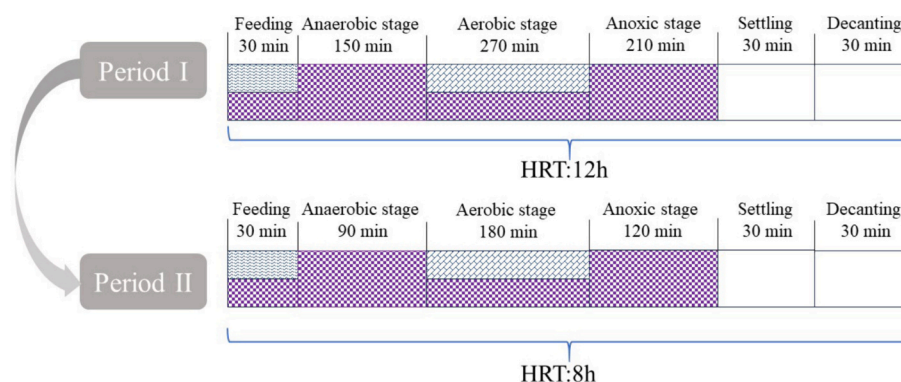 Feeding Anaerobic stage Aerobic stage Anoxic stage Settling Decanting
30 min 150 min 270 min 210 min 30 min 30 min
Period I
HRT:12h
Feeding Anaerobic stage Aerobic stage Anoxic stage Settling Decanting
30 min 90 min 180 min 120 min 30 min 30 min
Period II
HRT:8h